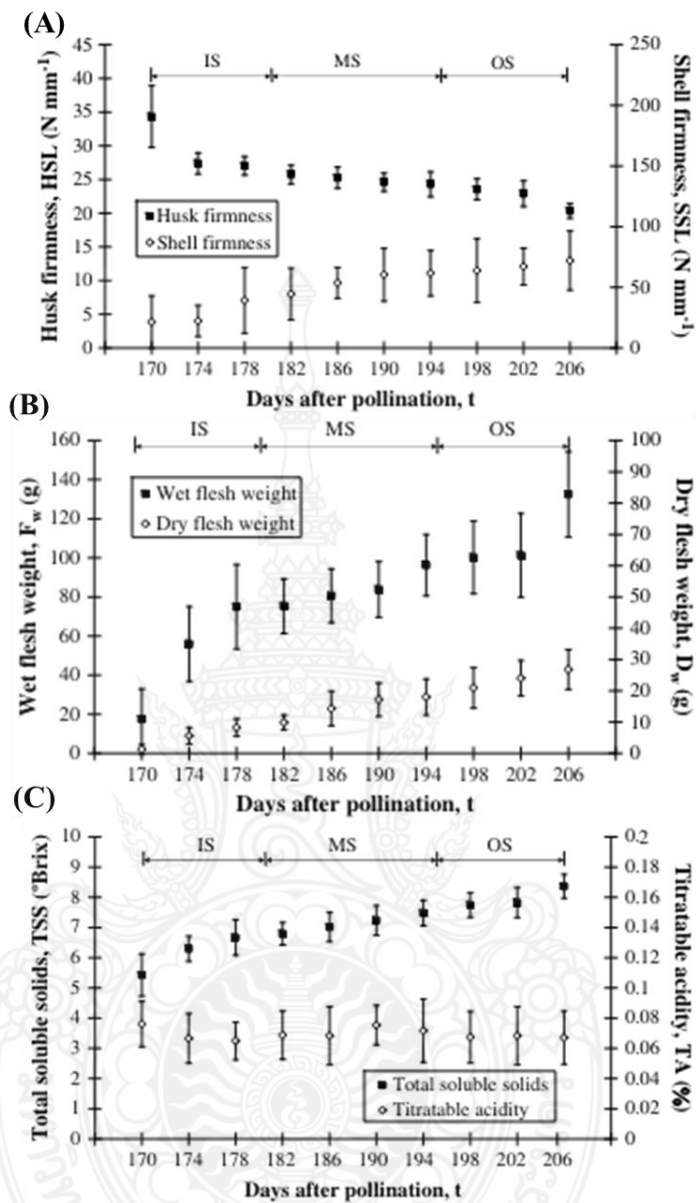 (A)
45
40
35
30
25
20
15
10
5
0
Husk firmness, HSL (N mm⁻¹)
IS MS OS
Husk firmness
Shell firmness
250
200
150
100
50
0
Shell firmness, SSL (N mm⁻¹)
170 174 178 182 186 190 194 198 202 206
Days after pollination, t
(B)
160
140
120
100
80
60
40
20
0
Wet flesh weight, F_w (g)
IS MS OS
Wet flesh weight
Dry flesh weight
100
90
80
70
60
50
40
30
20
10
0
Dry flesh weight, D_w (g)
170 174 178 182 186 190 194 198 202 206
Days after pollination, t
(C)
10
9
8
7
6
5
4
3
2
1
0
Total soluble solids, TSS (°Brix)
IS MS OS
Total soluble solids
Titratable acidity
0.2
0.18
0.16
0.14
0.12
0.1
0.08
0.06
0.04
0.02
0
Titratable acidity, TA (%)
170 174 178 182 186 190 194 198 202 206
Days after pollination, t